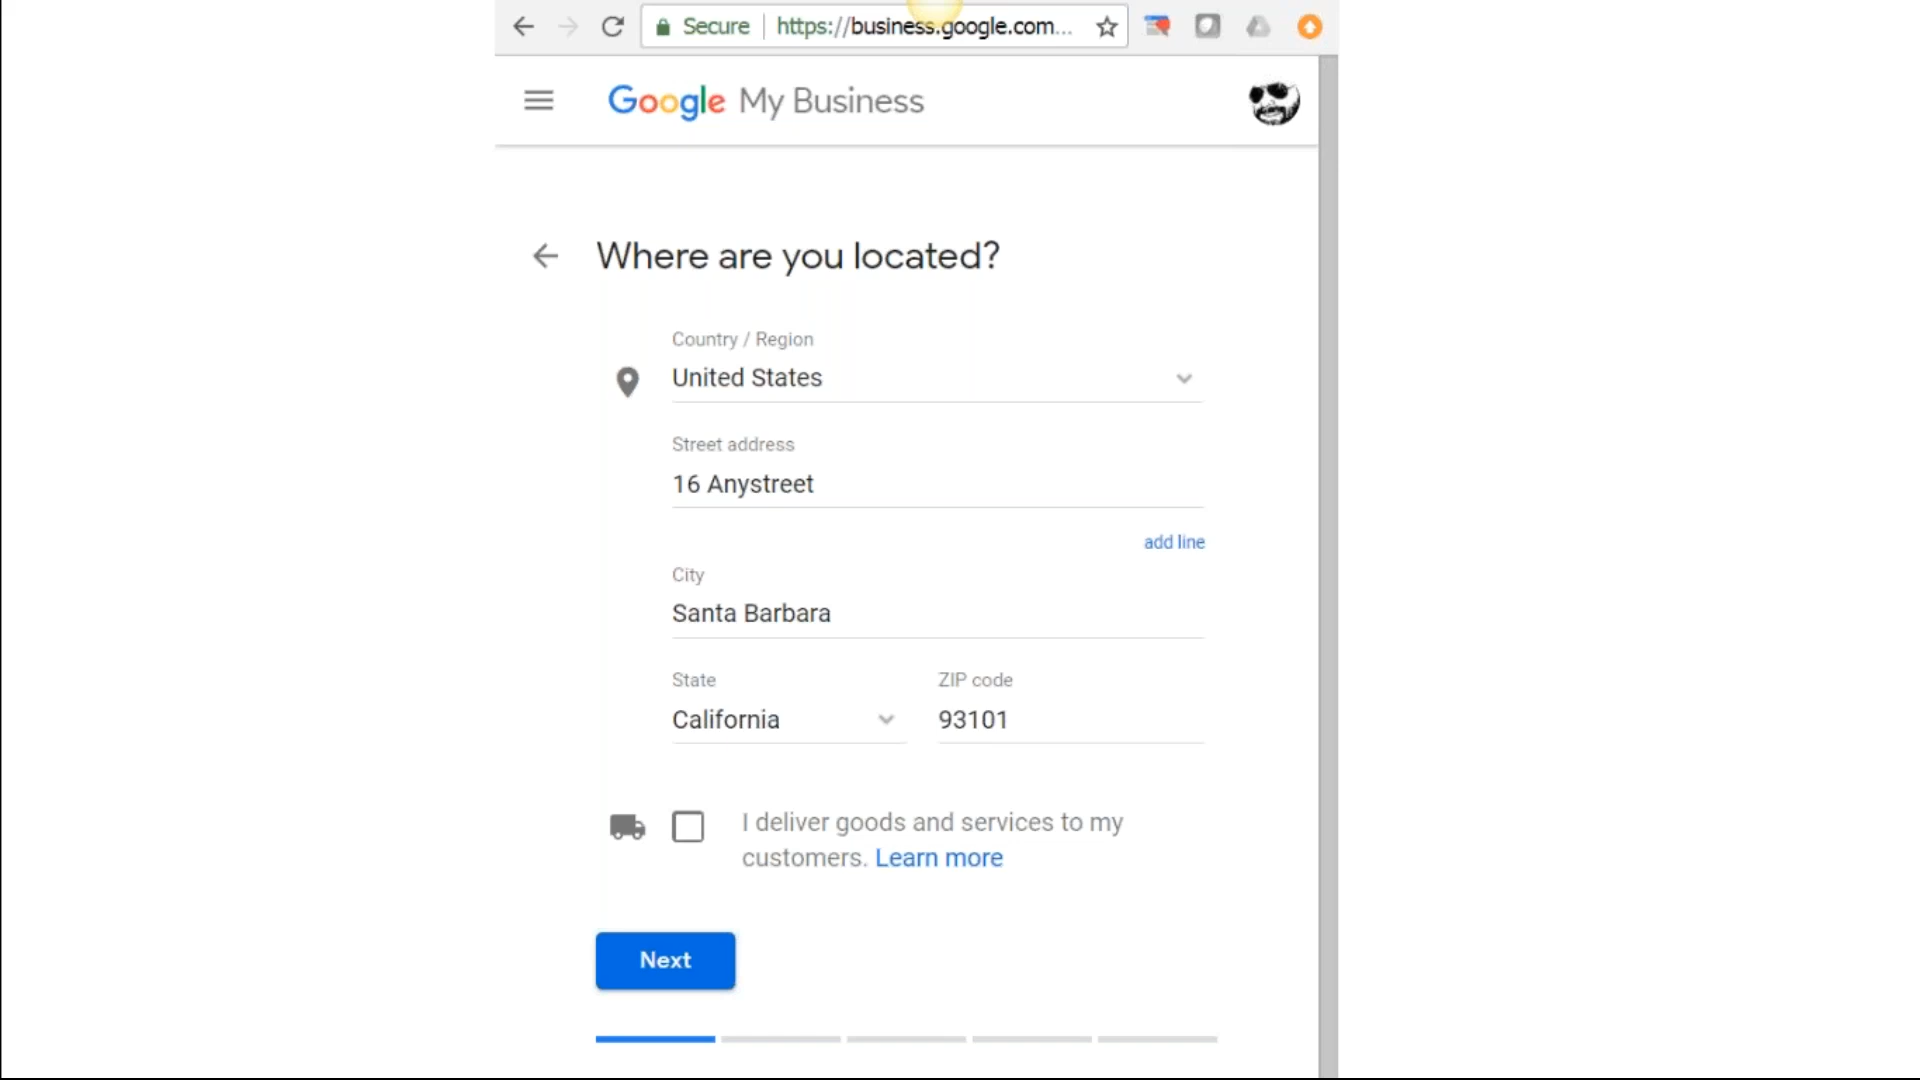 Secure https://business.google.com...
Google My Business
Where are you located?
Country / Region
United States
Street address
16 Anystreet
add line
City
Santa Barbara
State ZIP code
California 93101
I deliver goods and services to my
customers. Learn more
Next